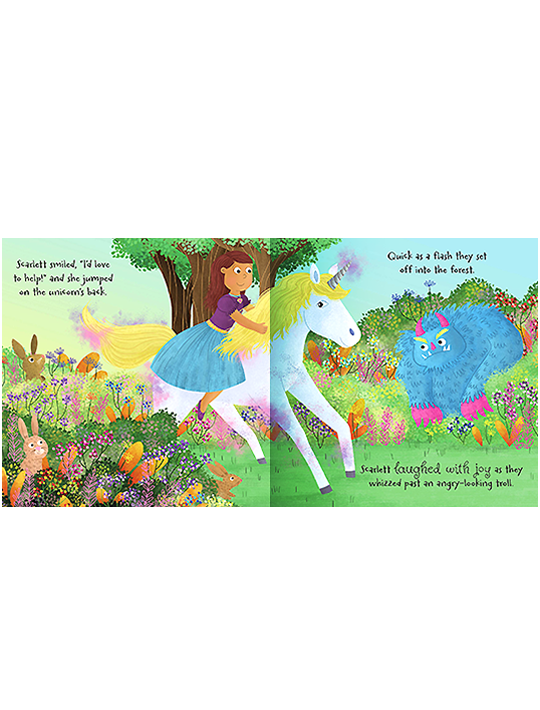 Scarlett smiled, "I'd love
to help!" and she jumped
on the unicorn's back.
Quick as a flash they set
off into the forest.
Scarlett laughed with joy as they
whizzed past an angry-looking troll.